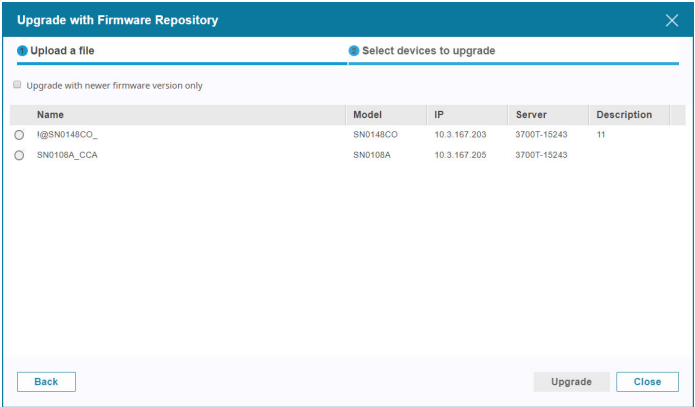 Upgrade with Firmware Repository
1 Upload a file 2 Select devices to upgrade
Upgrade with newer firmware version only
Name Model IP Server Description
!@SN0148CO_ SN0148CO 10.3.167.203 3700T-15243 11
SN0108A_CCA SN0108A 10.3.167.205 3700T-15243
Back Upgrade Close